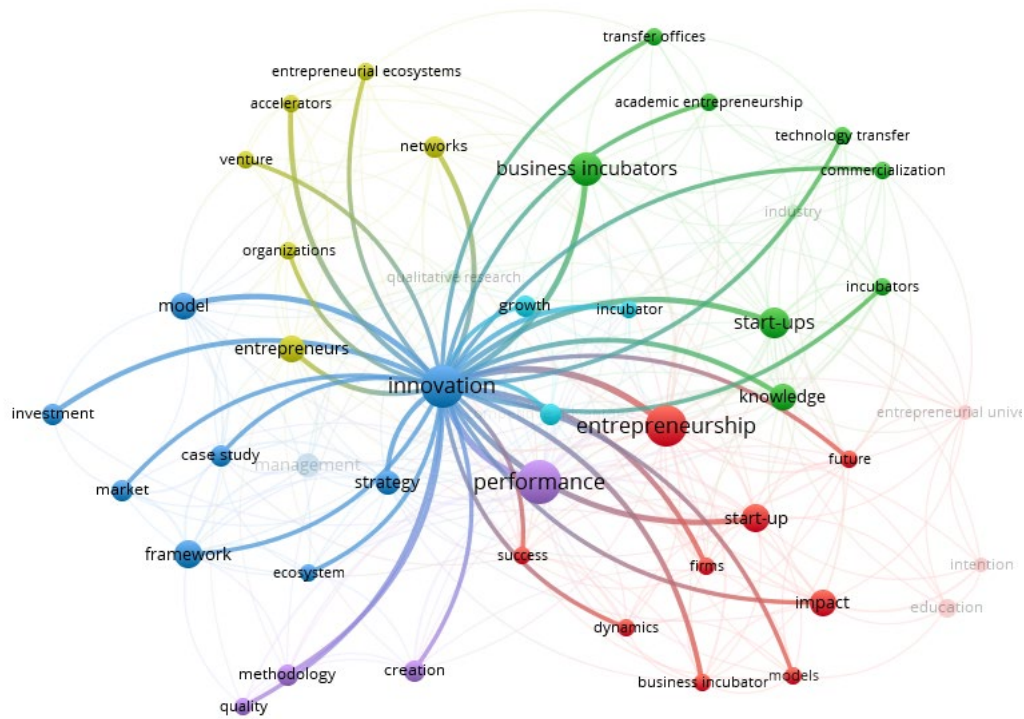 transfer offices
entrepreneurial ecosystems
accelerators
academic entrepreneurship
technology transfer
networks
venture
business incubators
commercialization
industry
organizations
qualitative research
incubators
model
growth
incubator
start-ups
entrepreneurs
innovation
knowledge
investment
entrepreneurial unive
entrepreneurship
case study
future
management
market
strategy
performance
start-up
framework
success
ecosystem
firms
intention
impact
education
dynamics
methodology
creation
business incubator
models
quality